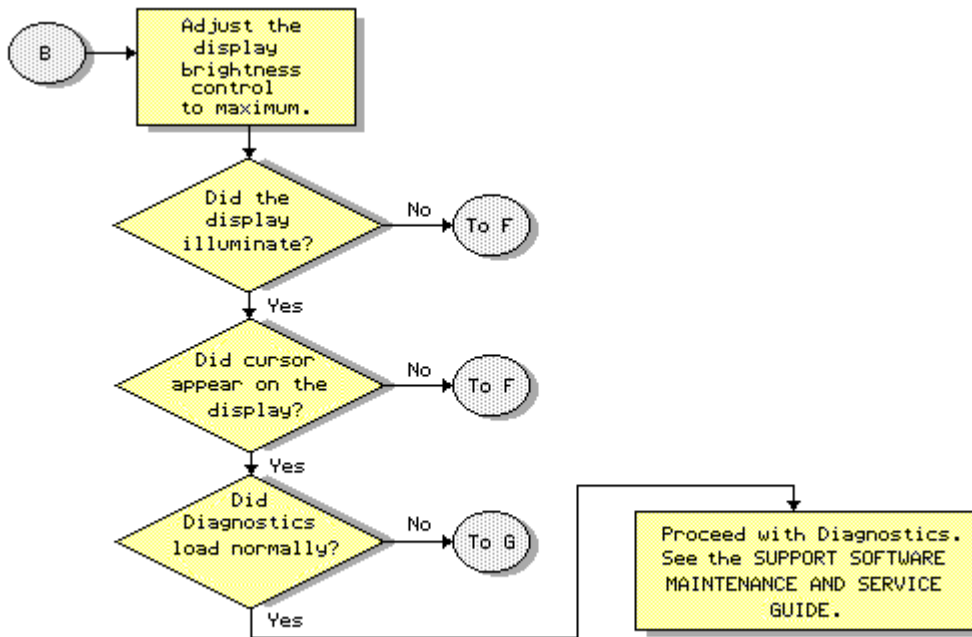 B
Adjust the
display
brightness
control
to maximum.
Did the
display
illuminate?
No
To F
Yes
Did cursor
appear on the
display?
No
To F
Yes
Did
Diagnostics
load normally?
No
To G
Yes
Proceed with Diagnostics.
See the SUPPORT SOFTWARE
MAINTENANCE AND SERVICE
GUIDE.